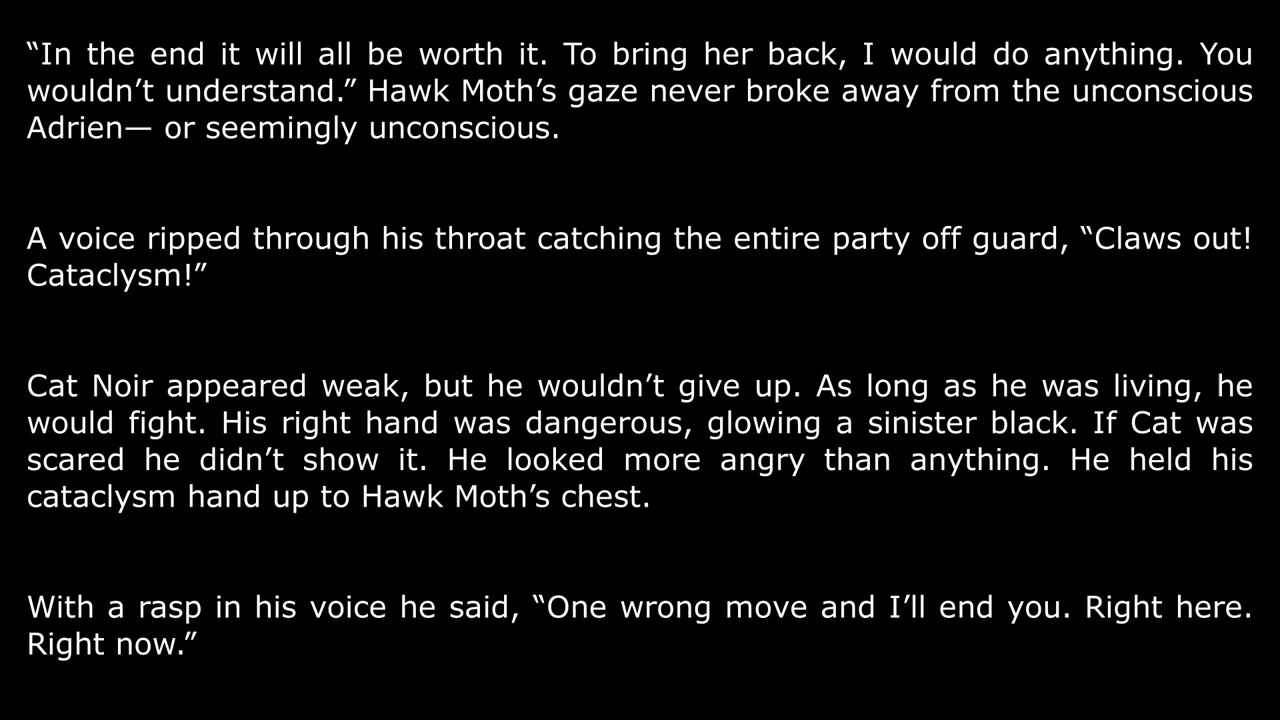 “In the end it will all be worth it. To bring her back, I would do anything. You
wouldn’t understand.” Hawk Moth’s gaze never broke away from the unconscious
Adrien— or seemingly unconscious.
A voice ripped through his throat catching the entire party off guard, “Claws out!
Cataclysm!”
Cat Noir appeared weak, but he wouldn’t give up. As long as he was living, he
would fight. His right hand was dangerous, glowing a sinister black. If Cat was
scared he didn’t show it. He looked more angry than anything. He held his
cataclysm hand up to Hawk Moth’s chest.
With a rasp in his voice he said, “One wrong move and I’ll end you. Right here.
Right now.”